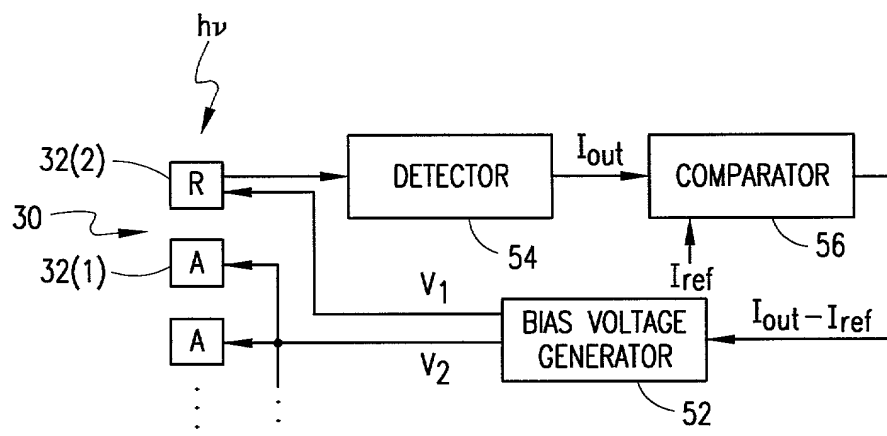 hν
32(2)
R
DETECTOR
I_out
COMPARATOR
30
54
56
32(1)
A
I_ref
V_1
BIAS VOLTAGE
GENERATOR
I_out – I_ref
A
V_2
52